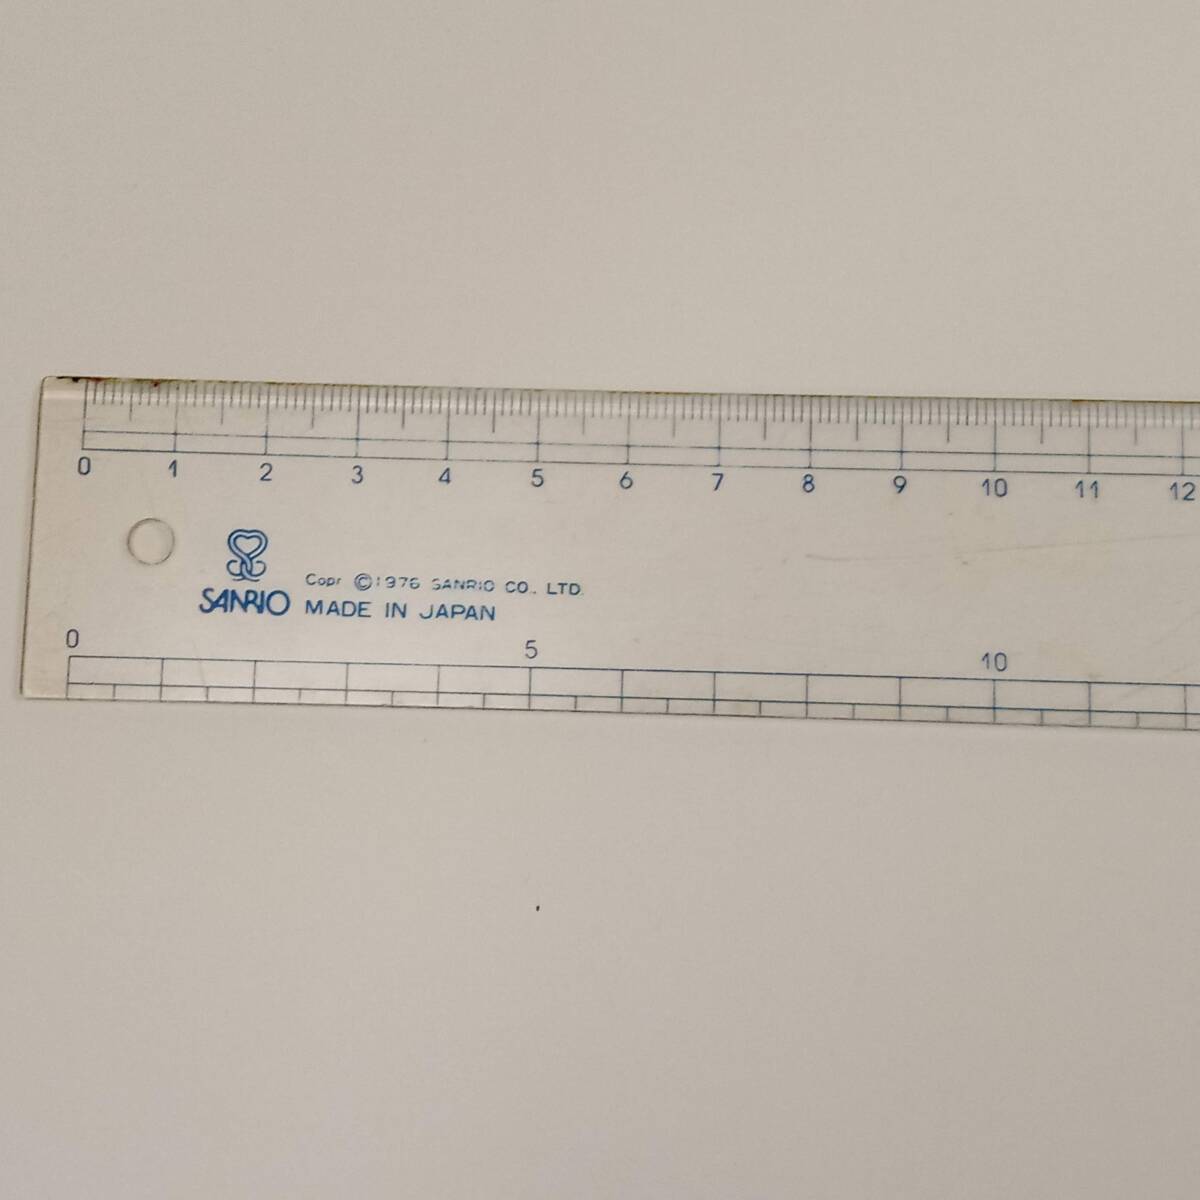 0 1 2 3 4 5 6 7 8 9 10 11 12
SANRIO
Copr ©1976 SANRIO CO., LTD.
MADE IN JAPAN
0 5 10